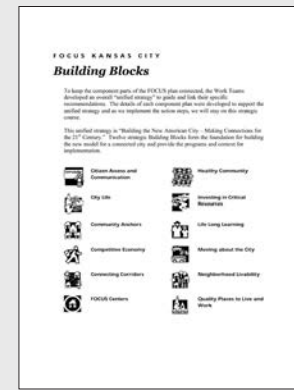 FOCUS KANSAS CITY
Building Blocks
To keep the component parts of the FOCUS plan connected, the Work Teams
developed an overall "unified strategy" to guide and link their specific
recommendations. The details of each component plan were developed to support the
unified strategy and as we implement the action steps, we will stay on this strategic
course.
This unified strategy is "Building the New American City - Making Connections for
the 21st Century." Twelve strategic Building Blocks form the foundation for building
the new model for a connected city and provide the programs and context for
implementation.
Citizen Access and
Communication
City Life
Community Anchors
Competitive Economy
Connecting Corridors
FOCUS Centers
Healthy Community
Investing in Critical
Resources
Life Long Learning
Moving about the City
Neighborhood Livability
Quality Places to Live and
Work